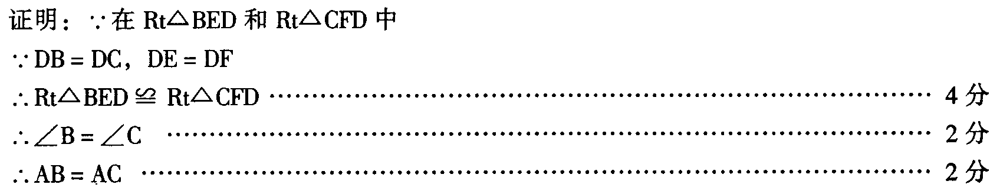 证明：∵在 Rt△BED 和 Rt△CFD 中
∵DB = DC，DE = DF
∴Rt△BED ≌ Rt△CFD ………………………………………………………… 4 分
∴∠B = ∠C ………………………………………………………… 2 分
∴AB = AC ………………………………………………………… 2 分